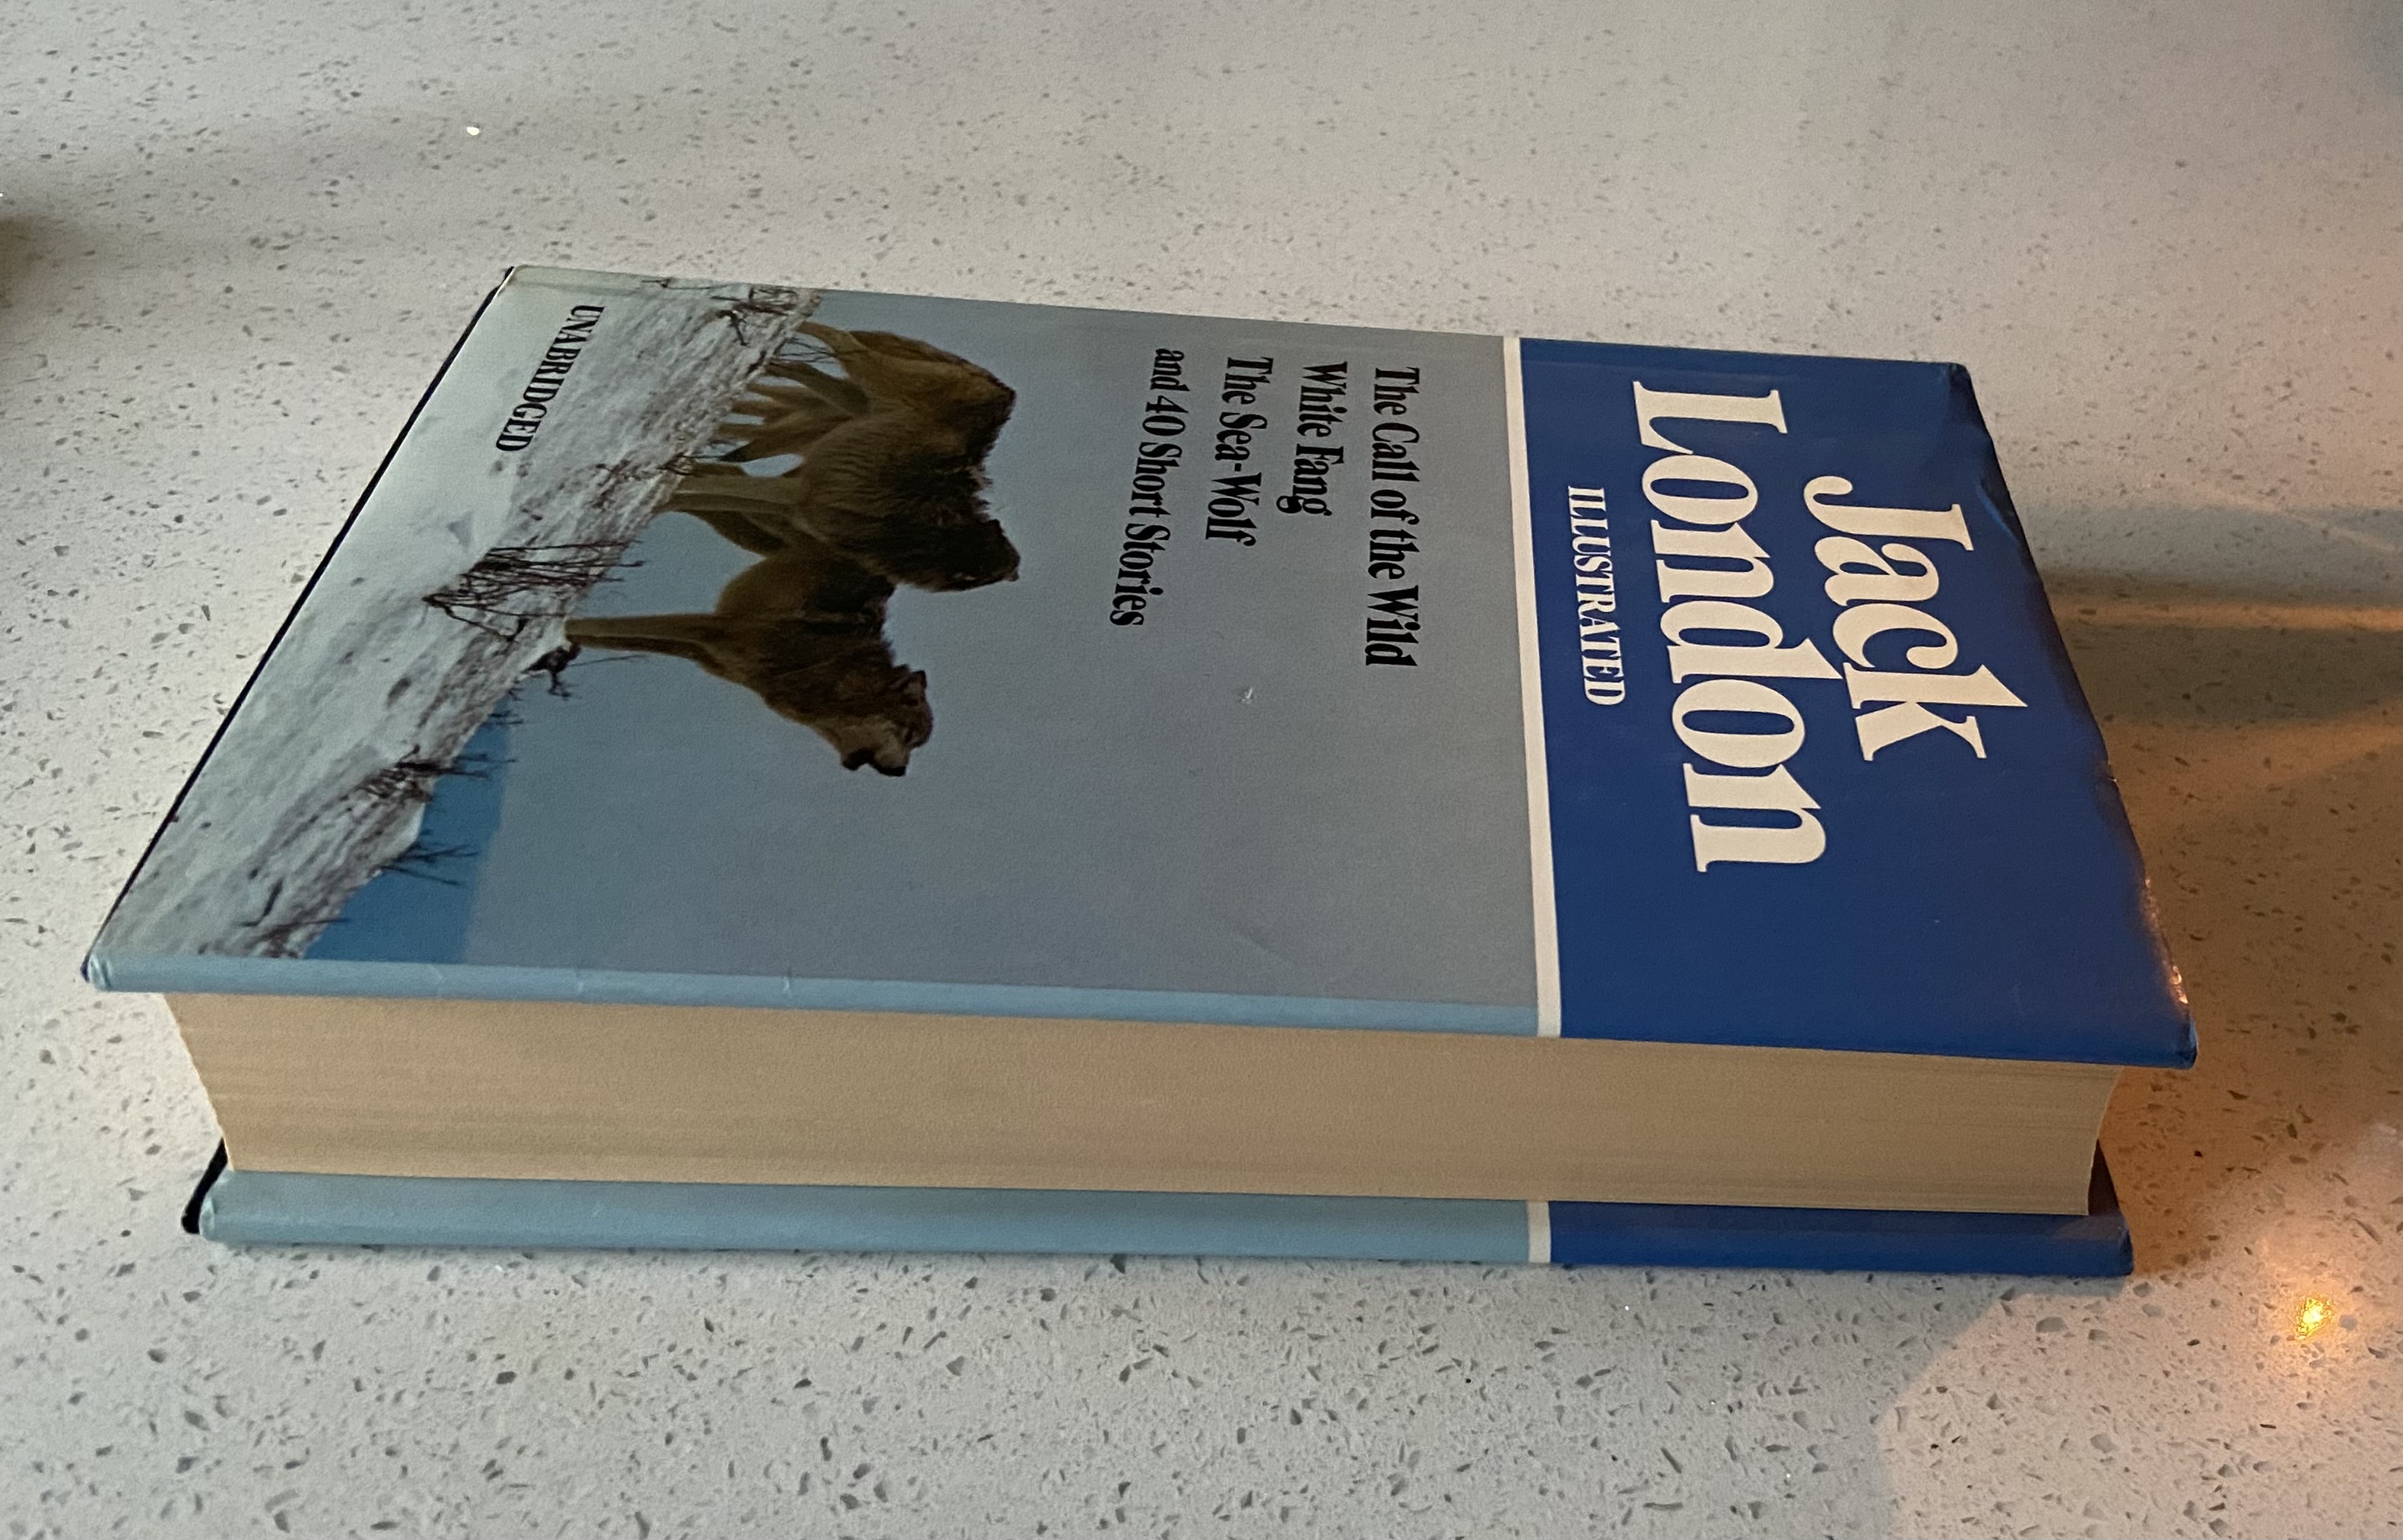 Jack
London
ILLUSTRATED
The Call of the Wild
White Fang
The Sea-Wolf
and 40 Short Stories
UNABRIDGED